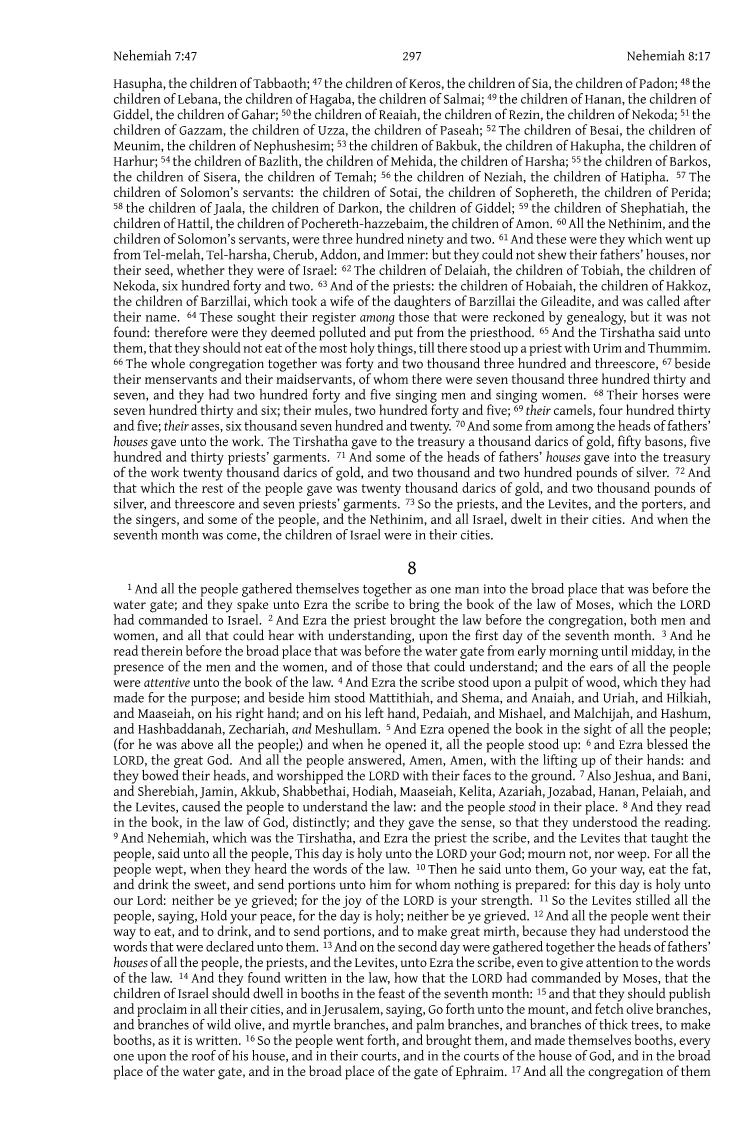 Nehemiah 7:47 297 Nehemiah 8:17
Hasupha, the children of Tabbaoth; 47 the children of Keros, the children of Sia, the children of Padon; 48 the
children of Lebana, the children of Hagaba, the children of Salmai; 49 the children of Hanan, the children of
Giddel, the children of Gahar; 50 the children of Reaiah, the children of Rezin, the children of Nekoda; 51 the
children of Gazzam, the children of Uzza, the children of Paseah; 52 The children of Besai, the children of
Meunim, the children of Nephushesim; 53 the children of Bakbuk, the children of Hakupha, the children of
Harhur; 54 the children of Bazlith, the children of Mehida, the children of Harsha; 55 the children of Barkos,
the children of Sisera, the children of Temah; 56 the children of Neziah, the children of Hatipha. 57 The
children of Solomon's servants: the children of Sotai, the children of Sophereth, the children of Perida;
58 the children of Jaala, the children of Darkon, the children of Giddel; 59 the children of Shephatiah, the
children of Hattil, the children of Pochereth-hazzebaim, the children of Amon. 60 All the Nethinim, and the
children of Solomon's servants, were three hundred ninety and two. 61 And these were they which went up
from Tel-melah, Tel-harsha, Cherub, Addon, and Immer: but they could not shew their fathers' houses, nor
their seed, whether they were of Israel: 62 The children of Delaiah, the children of Tobiah, the children of
Nekoda, six hundred forty and two. 63 And of the priests: the children of Hobaiah, the children of Hakkoz,
the children of Barzillai, which took a wife of the daughters of Barzillai the Gileadite, and was called after
their name. 64 These sought their register among those that were reckoned by genealogy, but it was not
found: therefore were they deemed polluted and put from the priesthood. 65 And the Tirshatha said unto
them, that they should not eat of the most holy things, till there stood up a priest with Urim and Thummim.
66 The whole congregation together was forty and two thousand three hundred and threescore, 67 beside
their menservants and their maidservants, of whom there were seven thousand three hundred thirty and
seven, and they had two hundred forty and five singing men and singing women. 68 Their horses were
seven hundred thirty and six; their mules, two hundred forty and five; 69 their camels, four hundred thirty
and five; their asses, six thousand seven hundred and twenty. 70 And some from among the heads of fathers'
houses gave unto the work. The Tirshatha gave to the treasury a thousand darics of gold, fifty basons, five
hundred and thirty priests' garments. 71 And some of the heads of fathers' houses gave into the treasury
of the work twenty thousand darics of gold, and two thousand and two hundred pounds of silver. 72 And
that which the rest of the people gave was twenty thousand darics of gold, and two thousand pounds of
silver, and threescore and seven priests' garments. 73 So the priests, and the Levites, and the porters, and
the singers, and some of the people, and the Nethinim, and all Israel, dwelt in their cities. And when the
seventh month was come, the children of Israel were in their cities.
8
1 And all the people gathered themselves together as one man into the broad place that was before the
water gate; and they spake unto Ezra the scribe to bring the book of the law of Moses, which the LORD
had commanded to Israel. 2 And Ezra the priest brought the law before the congregation, both men and
women, and all that could hear with understanding, upon the first day of the seventh month. 3 And he
read therein before the broad place that was before the water gate from early morning until midday, in the
presence of the men and the women, and of those that could understand; and the ears of all the people
were attentive unto the book of the law. 4 And Ezra the scribe stood upon a pulpit of wood, which they had
made for the purpose; and beside him stood Mattithiah, and Shema, and Anaiah, and Uriah, and Hilkiah,
and Maaseiah, on his right hand; and on his left hand, Pedaiah, and Mishael, and Malchijah, and Hashum,
and Hashbaddanah, Zechariah, and Meshullam. 5 And Ezra opened the book in the sight of all the people;
(for he was above all the people;) and when he opened it, all the people stood up: 6 and Ezra blessed the
LORD, the great God. And all the people answered, Amen, Amen, with the lifting up of their hands: and
they bowed their heads, and worshipped the LORD with their faces to the ground. 7 Also Jeshua, and Bani,
and Sherebiah, Jamin, Akkub, Shabbethai, Hodiah, Maaseiah, Kelita, Azariah, Jozabad, Hanan, Pelaiah, and
the Levites, caused the people to understand the law: and the people stood in their place. 8 And they read
in the book, in the law of God, distinctly; and they gave the sense, so that they understood the reading.
9 And Nehemiah, which was the Tirshatha, and Ezra the priest the scribe, and the Levites that taught the
people, said unto all the people, This day is holy unto the LORD your God; mourn not, nor weep. For all the
people wept, when they heard the words of the law. 10 Then he said unto them, Go your way, eat the fat,
and drink the sweet, and send portions unto him for whom nothing is prepared: for this day is holy unto
our Lord: neither be ye grieved; for the joy of the LORD is your strength. 11 So the Levites stilled all the
people, saying, Hold your peace, for the day is holy; neither be ye grieved. 12 And all the people went their
way to eat, and to drink, and to send portions, and to make great mirth, because they had understood the
words that were declared unto them. 13 And on the second day were gathered together the heads of fathers'
houses of all the people, the priests, and the Levites, unto Ezra the scribe, even to give attention to the words
of the law. 14 And they found written in the law, how that the LORD had commanded by Moses, that the
children of Israel should dwell in booths in the feast of the seventh month: 15 and that they should publish
and proclaim in all their cities, and in Jerusalem, saying, Go forth unto the mount, and fetch olive branches,
and branches of wild olive, and myrtle branches, and palm branches, and branches of thick trees, to make
booths, as it is written. 16 So the people went forth, and brought them, and made themselves booths, every
one upon the roof of his house, and in their courts, and in the courts of the house of God, and in the broad
place of the water gate, and in the broad place of the gate of Ephraim. 17 And all the congregation of them